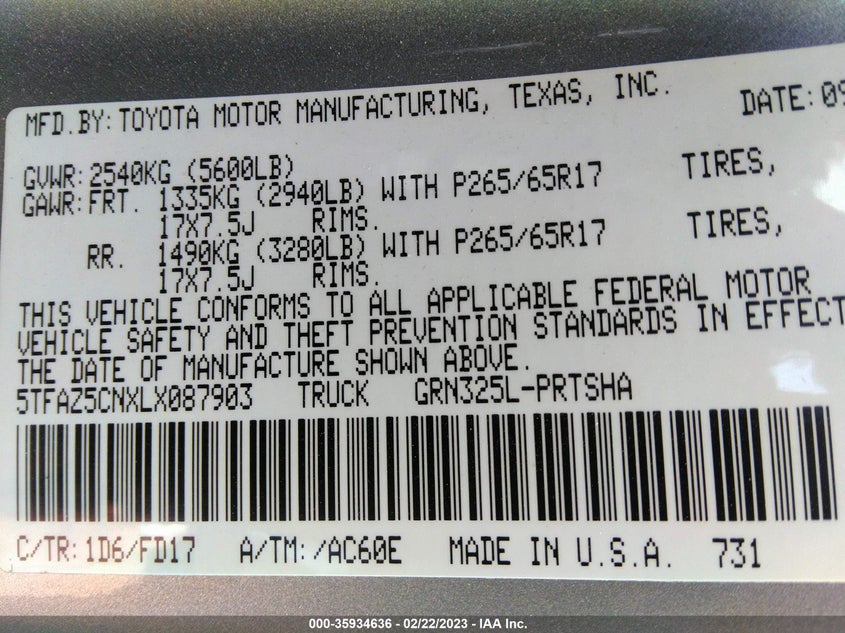 MFD.BY: TOYOTA MOTOR MANUFACTURING, TEXAS, INC. DATE: 09
GVWR: 2540KG (5600LB)
GAWR: FRT. 1335KG (2940LB) WITH P265/65R17 TIRES,
17X7.5J RIMS.
RR. 1490KG (3280LB) WITH P265/65R17 TIRES,
17X7.5J RIMS.
THIS VEHICLE CONFORMS TO ALL APPLICABLE FEDERAL MOTOR
VEHICLE SAFETY AND THEFT PREVENTION STANDARDS IN EFFECT
THE DATE OF MANUFACTURE SHOWN ABOVE.
5TFAZ5CNXLX087903 TRUCK GRN325L-PRTSHA
C/TR: 1D6/FD17 A/TM: /AC60E MADE IN U.S.A. 731
000-35934636 - 02/22/2023 - IAA Inc.